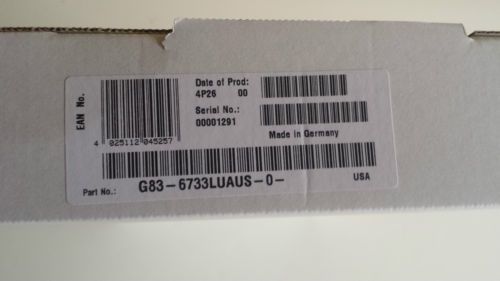 EAN No.
4 025112 045257
Date of Prod:
4P26 00
Serial No.:
00001291
Made in Germany
Part No.: G83-6733LUAUS-0-
USA